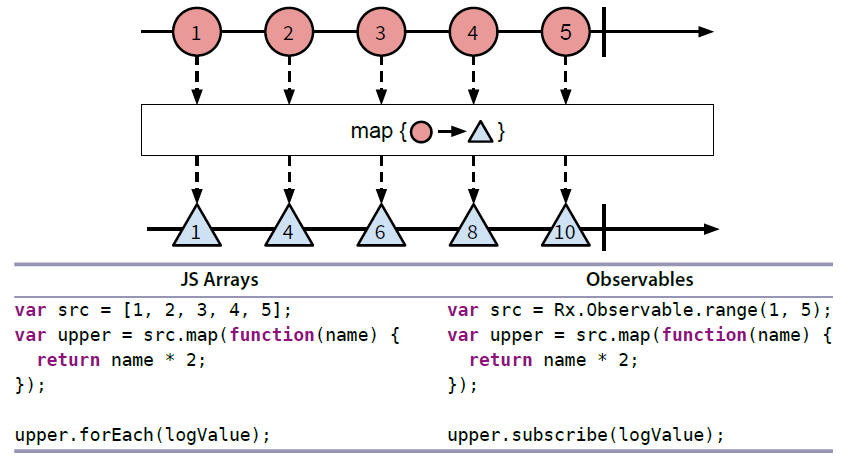 1 2 3 4 5
map { → }
1 4 6 8 10
JS Arrays Observables
var src = [1, 2, 3, 4, 5];
var upper = src.map(function(name) {
return name * 2;
});
upper.forEach(logValue);
var src = Rx.Observable.range(1, 5);
var upper = src.map(function(name) {
return name * 2;
});
upper.subscribe(logValue);